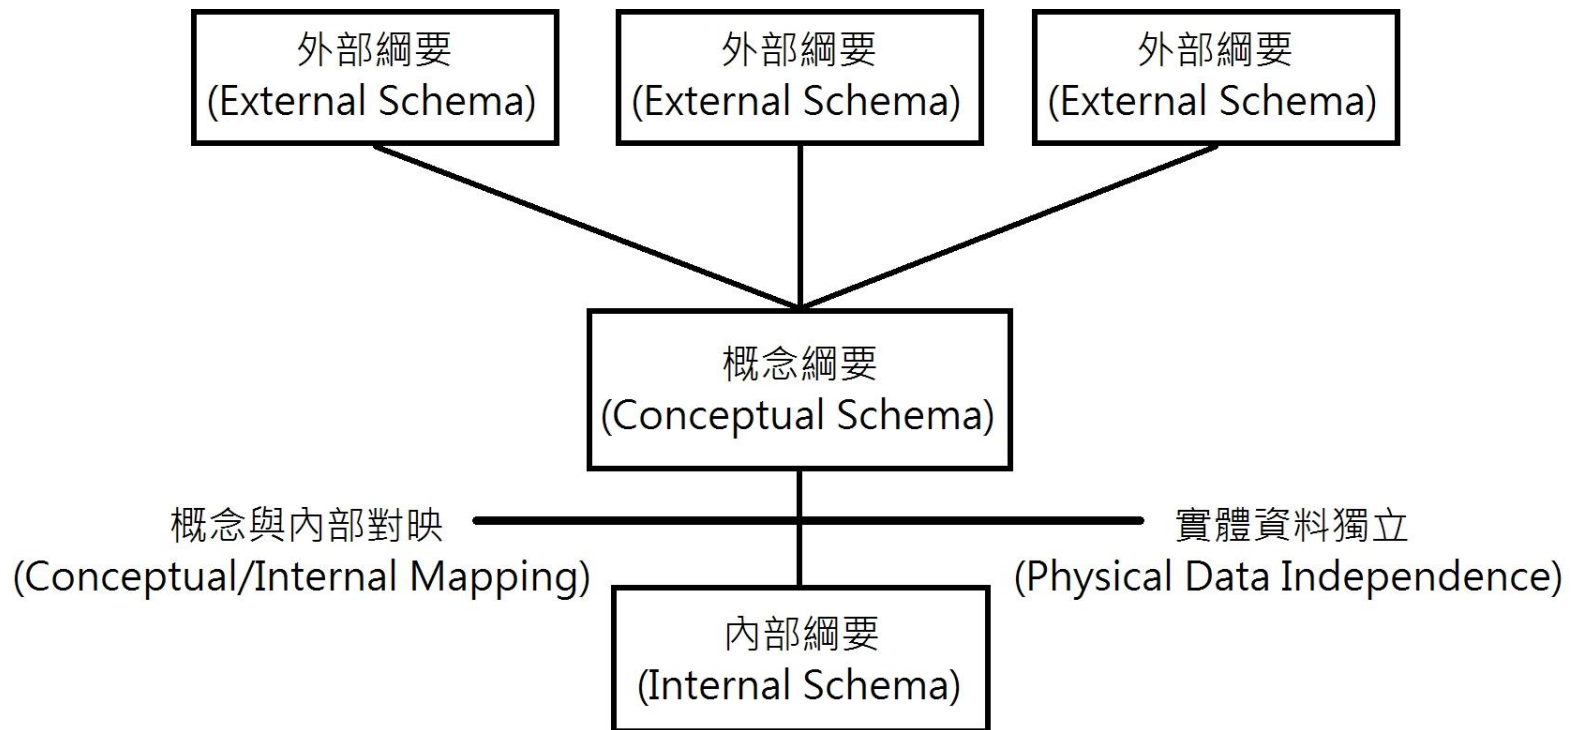 外部綱要
(External Schema)
外部綱要
(External Schema)
外部綱要
(External Schema)
概念綱要
(Conceptual Schema)
概念與內部對映
(Conceptual/Internal Mapping)
實體資料獨立
(Physical Data Independence)
內部綱要
(Internal Schema)